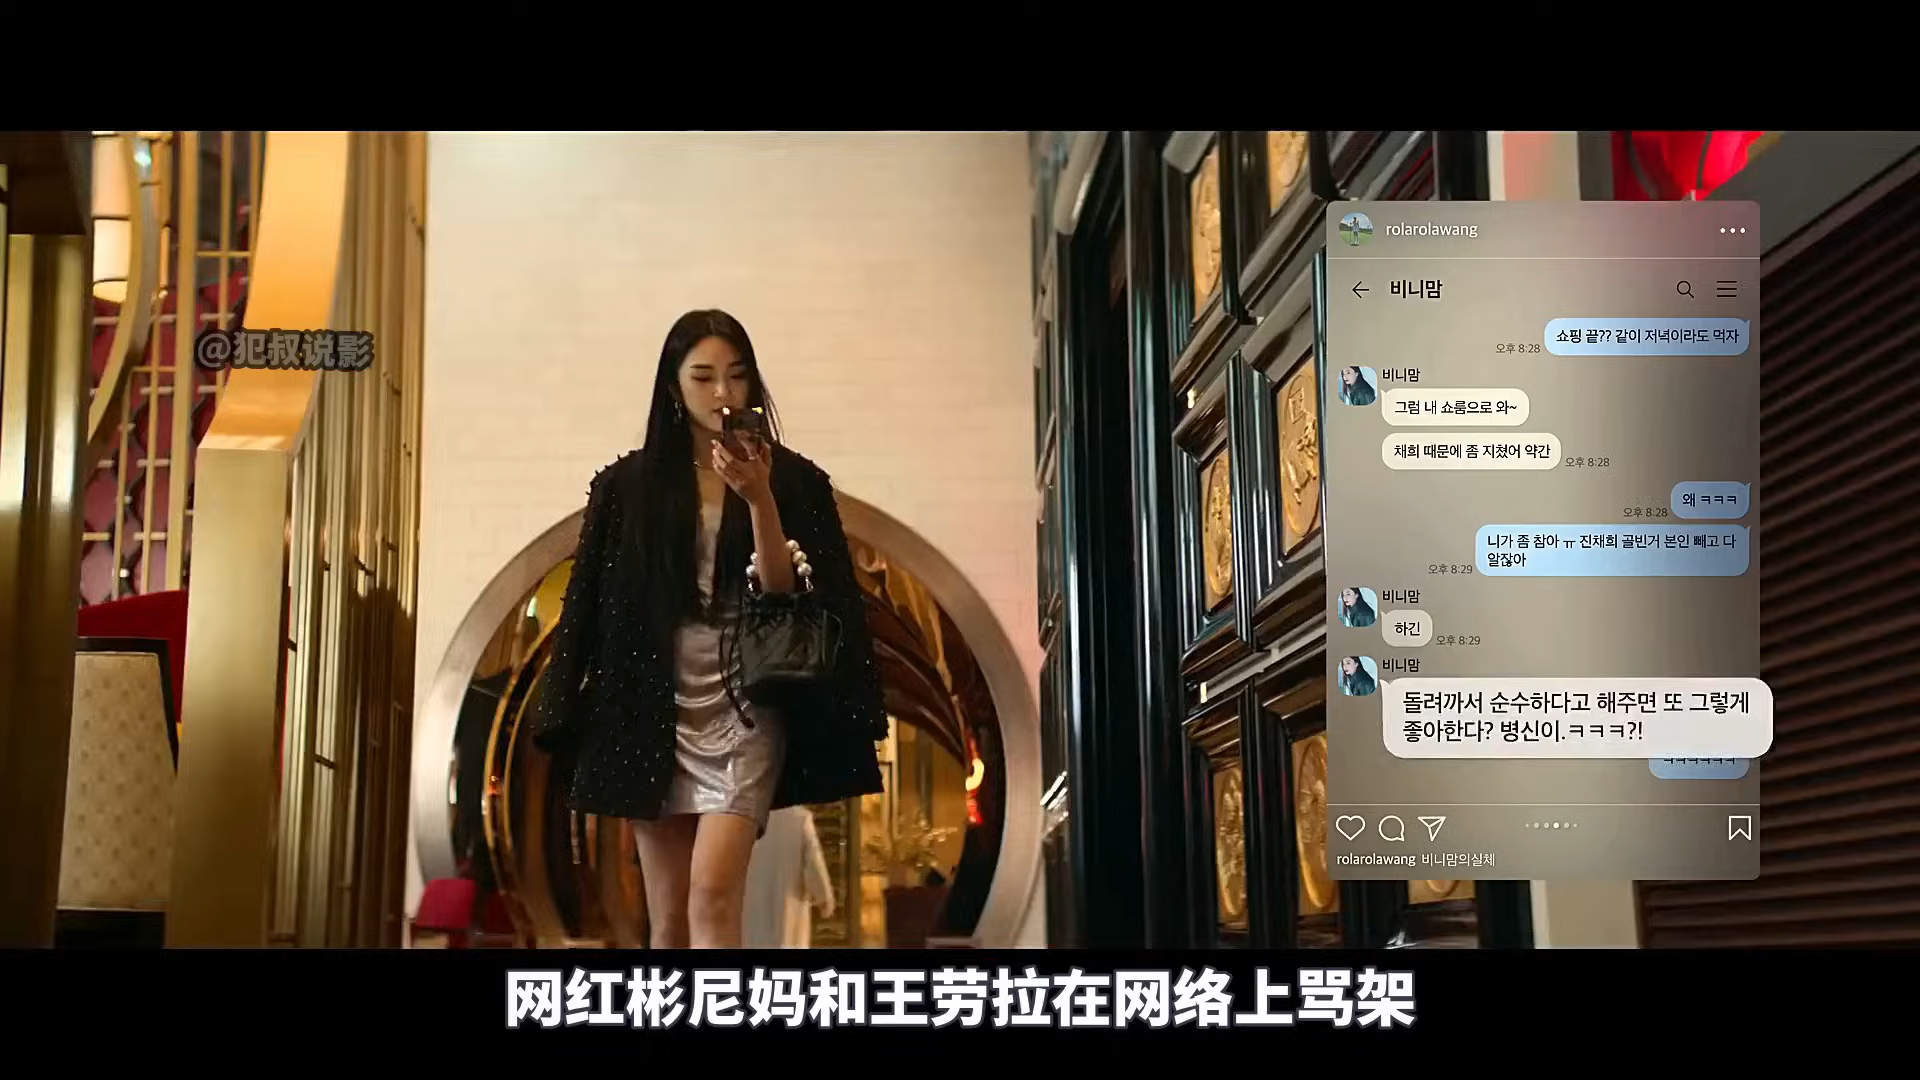 @犯叔说影
rolarolawang
비니맘
쇼핑 끝?? 같이 저녁이라도 먹자
오후 8:28
비니맘
그럼 내 쇼룸으로 와~
채희 때문에 좀 지쳤어 약간
오후 8:28
왜 ㅋㅋㅋ
오후 8:28
니가 좀 참아 ㅠ 진채희 골빈거 본인 빼고 다
알잖아
오후 8:29
비니맘
하긴
오후 8:29
비니맘
돌려까서 순수하다고 해주면 또 그렇게
좋아한다? 병신이.ㅋㅋㅋ?!
rolarolawang 비니맘의실체
网红彬尼妈和王劳拉在网络上骂架